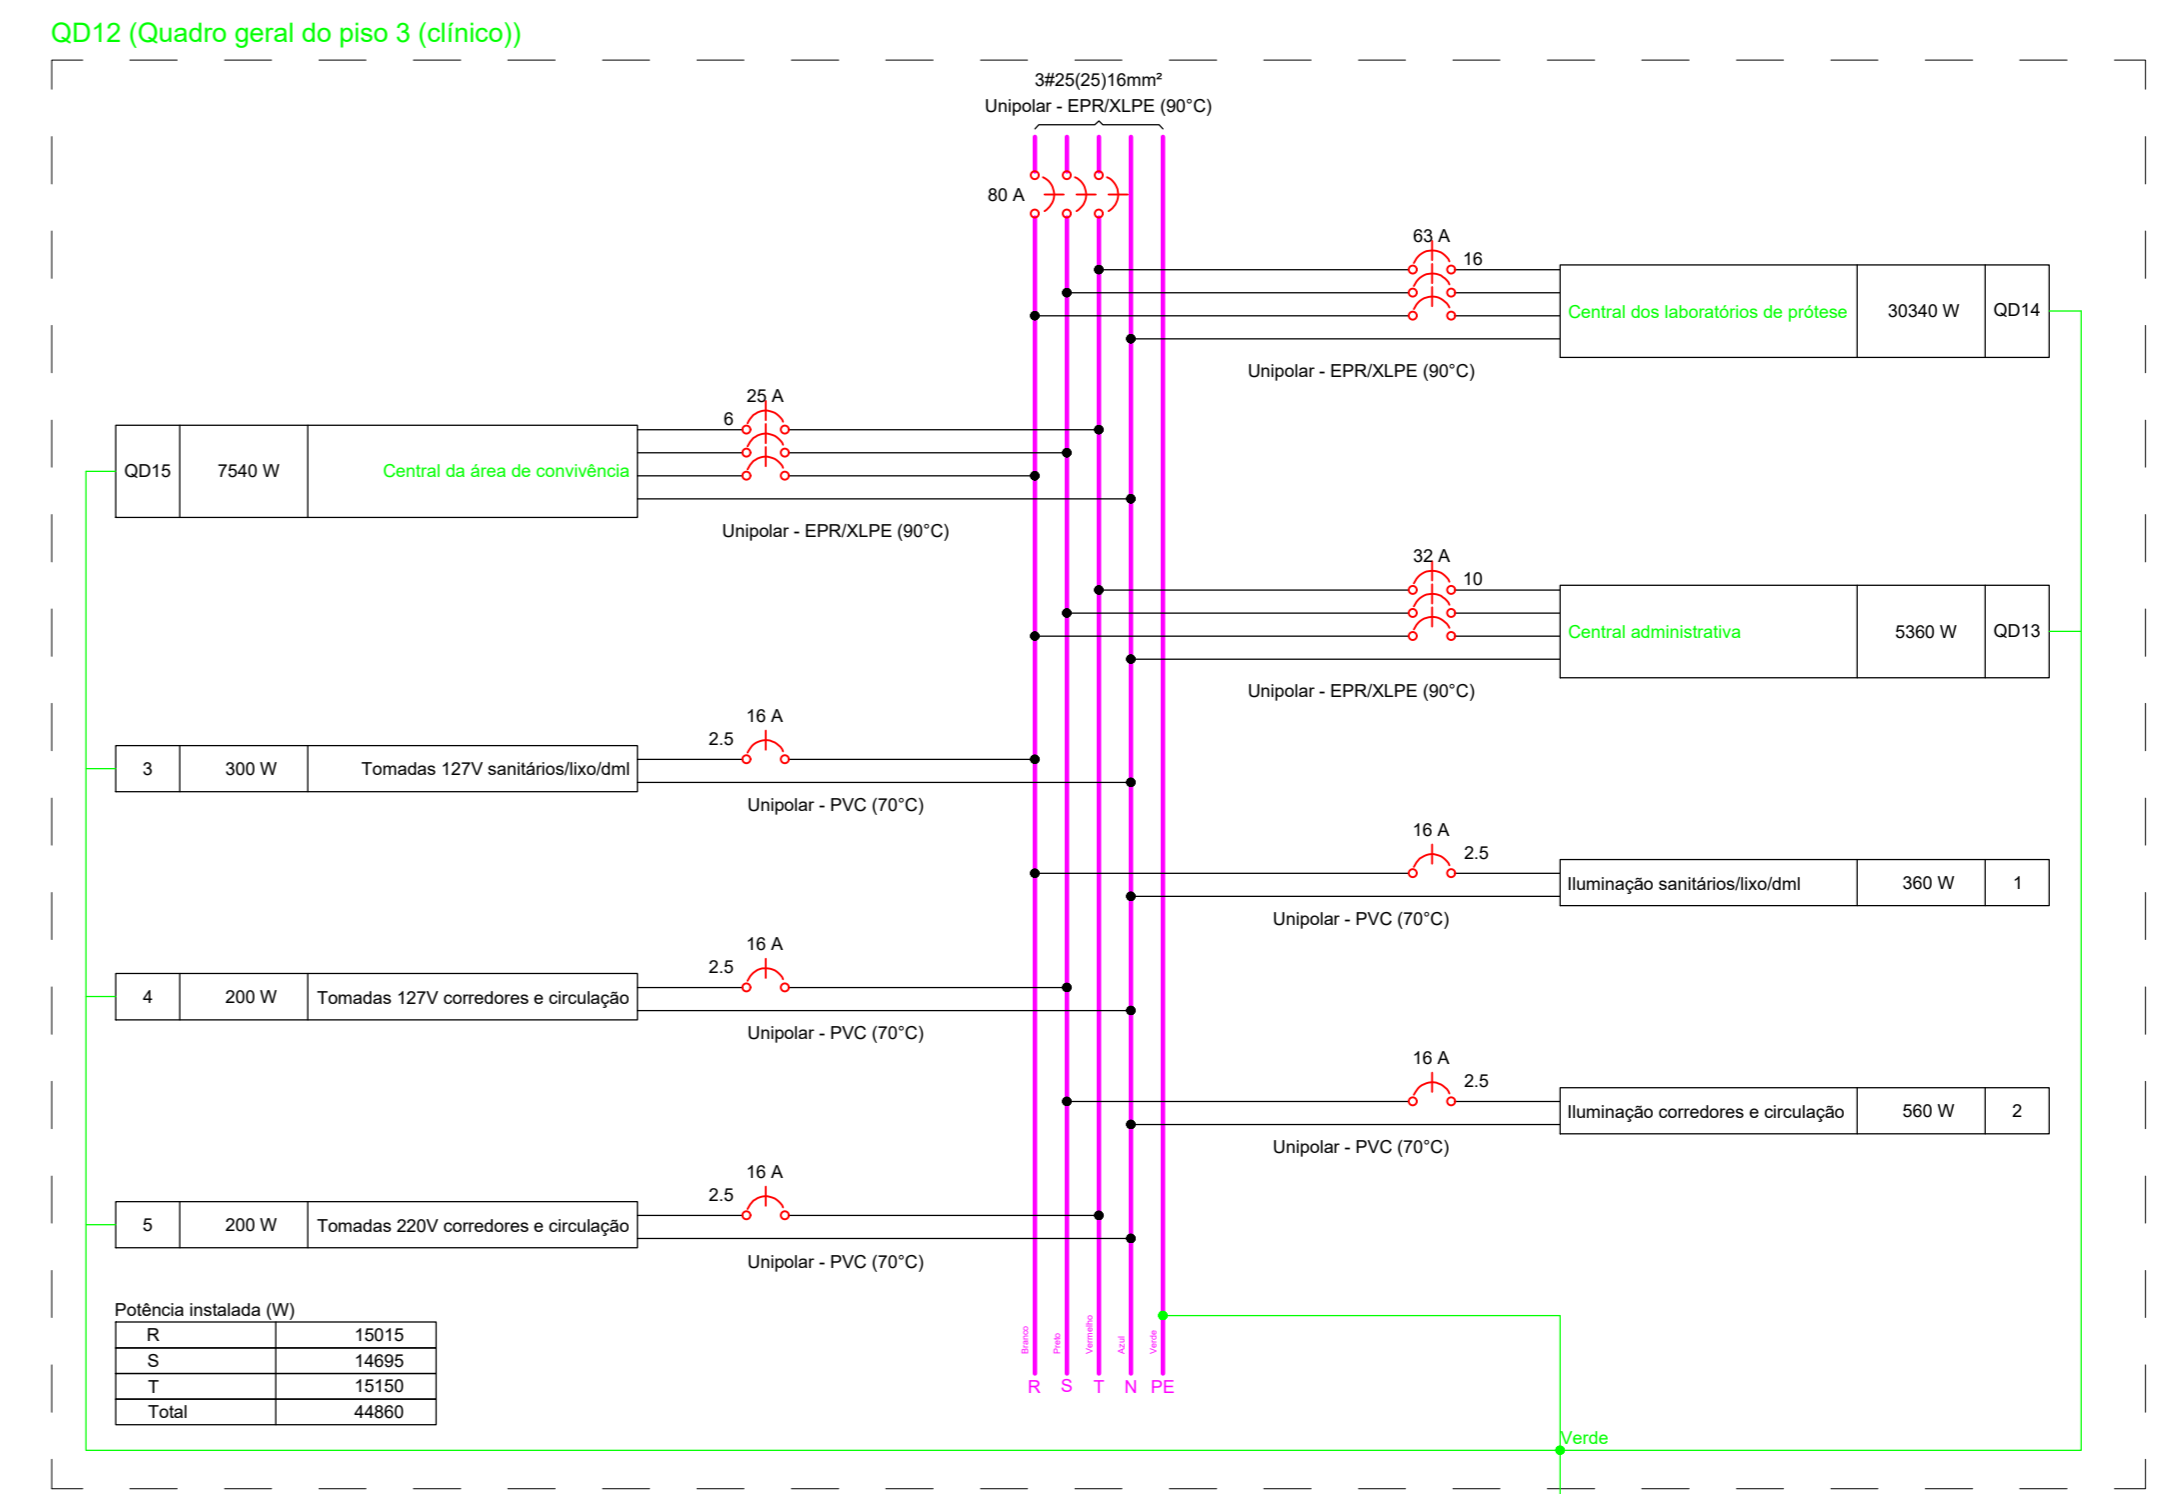 QD12 (Quadro geral do piso 3 (clínico))
3#25(25)16mm²
Unipolar - EPR/XLPE (90°C)
80 A
63 A
16
Central dos laboratórios de prótese
30340 W
QD14
Unipolar - EPR/XLPE (90°C)
25 A
6
QD15
7540 W
Central da área de convivência
Unipolar - EPR/XLPE (90°C)
32 A
10
Central administrativa
5360 W
QD13
Unipolar - EPR/XLPE (90°C)
16 A
2.5
3
300 W
Tomadas 127V sanitários/lixo/dml
Unipolar - PVC (70°C)
16 A
2.5
Iluminação sanitários/lixo/dml
360 W
1
Unipolar - PVC (70°C)
16 A
2.5
4
200 W
Tomadas 127V corredores e circulação
Unipolar - PVC (70°C)
16 A
2.5
Iluminação corredores e circulação
560 W
2
Unipolar - PVC (70°C)
16 A
2.5
5
200 W
Tomadas 220V corredores e circulação
Unipolar - PVC (70°C)
Potência instalada (W)
R 15015
S 14695
T 15150
Total 44860
Branco
Preto
Vermelho
Azul
Verde
R S T N PE
Verde